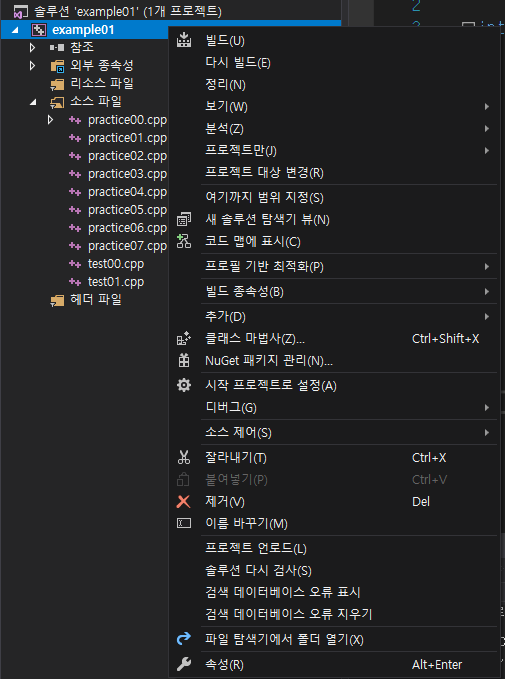 솔루션 'example01' (1개 프로젝트)
example01
참조
외부 종속성
리소스 파일
소스 파일
practice00.cpp
practice01.cpp
practice02.cpp
practice03.cpp
practice04.cpp
practice05.cpp
practice06.cpp
practice07.cpp
test00.cpp
test01.cpp
헤더 파일
2
3
빌드(U)
다시 빌드(E)
정리(N)
보기(W)
분석(Z)
프로젝트만(J)
프로젝트 대상 변경(R)
여기까지 범위 지정(S)
새 솔루션 탐색기 뷰(N)
코드 맵에 표시(C)
프로필 기반 최적화(P)
빌드 종속성(B)
추가(D)
클래스 마법사(Z)... Ctrl+Shift+X
NuGet 패키지 관리(N)...
시작 프로젝트로 설정(A)
디버그(G)
소스 제어(S)
잘라내기(T) Ctrl+X
붙여넣기(P) Ctrl+V
제거(V) Del
이름 바꾸기(M)
프로젝트 언로드(L)
솔루션 다시 검사(S)
검색 데이터베이스 오류 표시
검색 데이터베이스 오류 지우기
파일 탐색기에서 폴더 열기(X)
속성(R) Alt+Enter